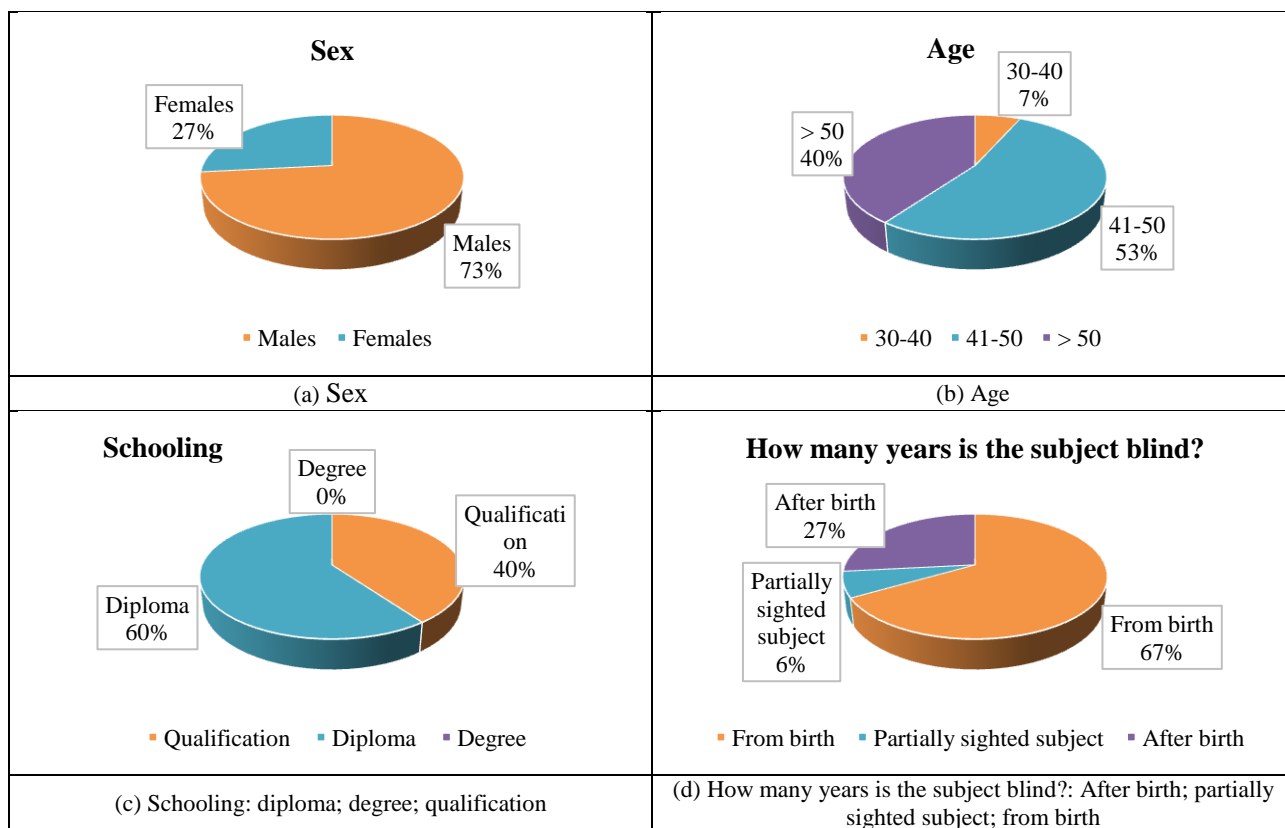 Sex
Females
27%
Males
73%
Males Females
(a) Sex
Age
30-40
7%
> 50
40%
41-50
53%
30-40 41-50 > 50
(b) Age
Schooling
Degree
0%
Qualificati
on
40%
Diploma
60%
Qualification Diploma Degree
(c) Schooling: diploma; degree; qualification
How many years is the subject blind?
After birth
27%
Partially
sighted
subject
6%
From birth
67%
From birth Partially sighted subject After birth
(d) How many years is the subject blind?: After birth; partially
sighted subject; from birth